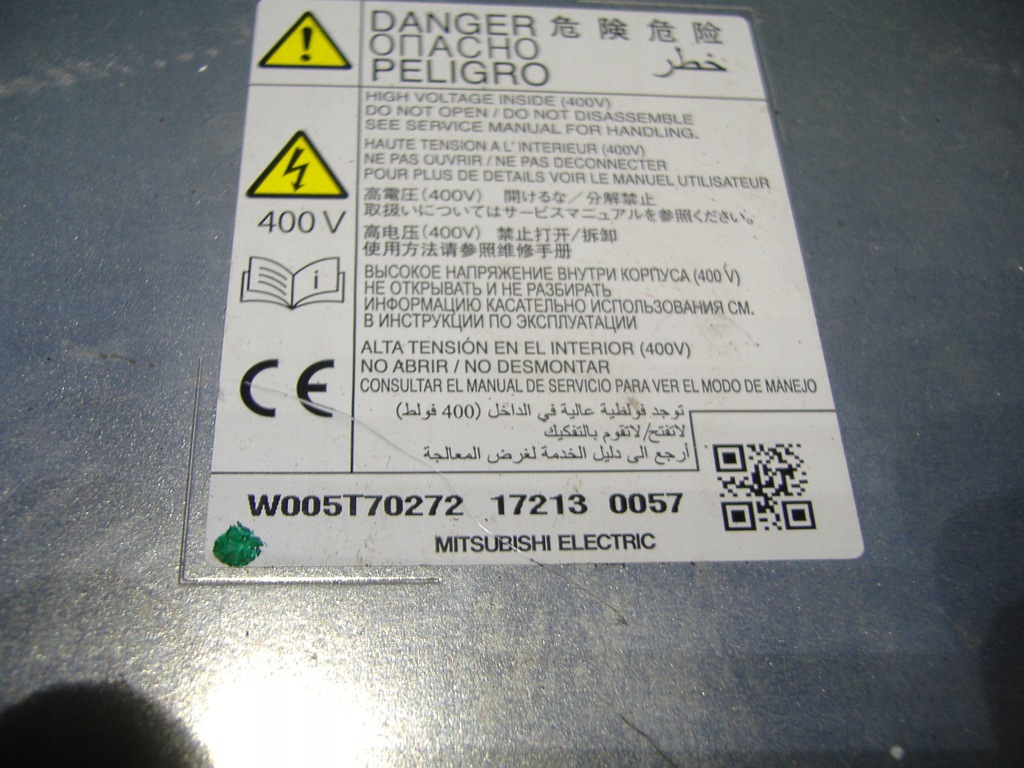 DANGER 危険 危险
ОПАСНО خطر
PELIGRO
HIGH VOLTAGE INSIDE (400V)
DO NOT OPEN / DO NOT DISASSEMBLE
SEE SERVICE MANUAL FOR HANDLING.
HAUTE TENSION A L' INTERIEUR (400V)
NE PAS OUVRIR / NE PAS DECONNECTER
POUR PLUS DE DETAILS VOIR LE MANUEL UTILISATEUR
400 V
高電圧(400V) 開けるな/分解禁止
取扱いについてはサービスマニュアルを参照ください。
高电压(400V) 禁止打开/拆卸
使用方法请参照维修手册
i
ВЫСОКОЕ НАПРЯЖЕНИЕ ВНУТРИ КОРПУСА (400 V)
НЕ ОТКРЫВАТЬ И НЕ РАЗБИРАТЬ
ИНФОРМАЦИЮ КАСАТЕЛЬНО ИСПОЛЬЗОВАНИЯ СМ.
В ИНСТРУКЦИИ ПО ЭКСПЛУАТАЦИИ
CE
ALTA TENSIÓN EN EL INTERIOR (400V)
NO ABRIR / NO DESMONTAR
CONSULTAR EL MANUAL DE SERVICIO PARA VER EL MODO DE MANEJO
توجد فولطية عالية في الداخل (400 فولط)
لاتفتح/لاتقوم بالتفكيك
أرجع الى دليل الخدمة لغرض المعالجة
W005T70272 17213 0057
MITSUBISHI ELECTRIC